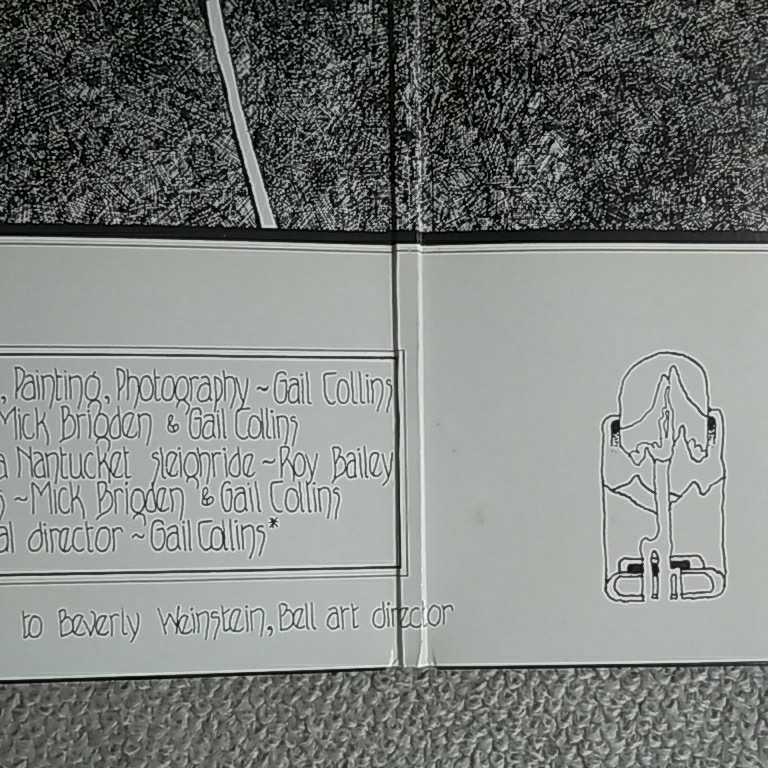 , Painting, Photography ~ Gail Collins
Mick Brigden & Gail Collins
a Nantucket Sleighride ~ Roy Bailey
s ~ Mick Brigden & Gail Collins
al director ~ Gail Collins*
to Beverly Weinstein, Bell art director